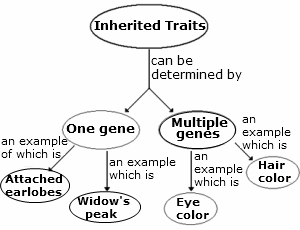 Inherited Traits
can be
determined by
One gene
Multiple
genes
an example
of which is
an example
which is
an
example
which is
an
example
which is
Attached
earlobes
Widow's
peak
Eye
color
Hair
color